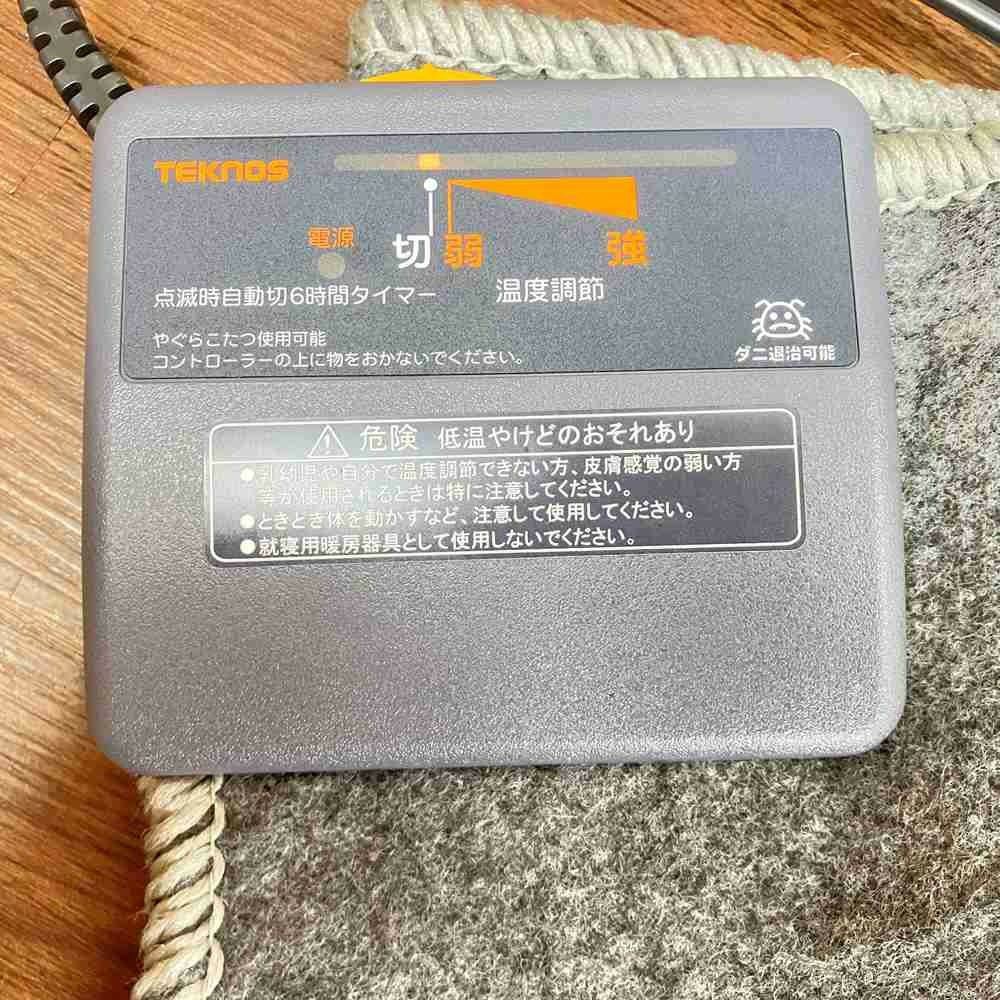 TEKNOS
電源
切 弱 強
点滅時自動切6時間タイマー
温度調節
やぐらこたつ使用可能
コントローラーの上に物をおかないでください。
ダニ退治可能
危険 低温やけどのおそれあり
●乳幼児や自分で温度調節できない方、皮膚感覚の弱い方
等が使用されるときは特に注意してください。
●ときどき体を動かすなど、注意して使用してください。
●就寝用暖房器具として使用しないでください。